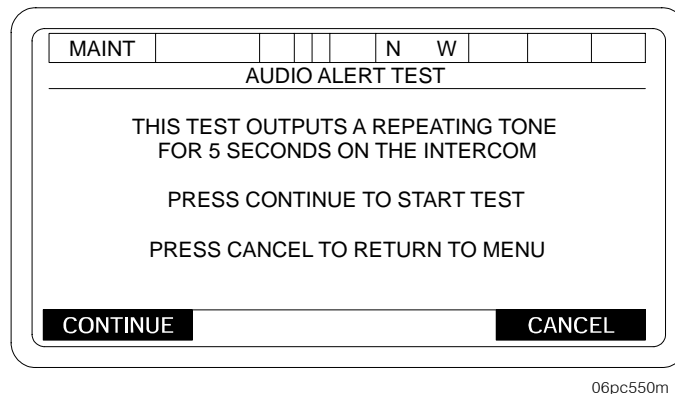 MAINT N W
AUDIO ALERT TEST
THIS TEST OUTPUTS A REPEATING TONE
FOR 5 SECONDS ON THE INTERCOM
PRESS CONTINUE TO START TEST
PRESS CANCEL TO RETURN TO MENU
CONTINUE CANCEL
06pc550m